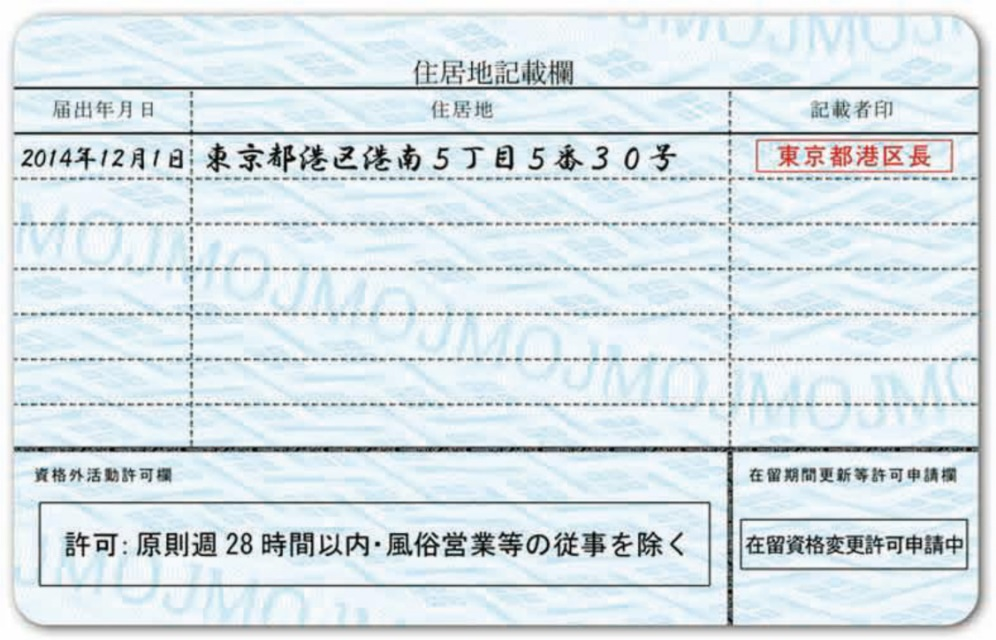 住居地記載欄
届出年月日 住居地 記載者印
2014年12月1日 東京都港区港南5丁目5番30号 東京都港区長
資格外活動許可欄 在留期間更新等許可申請欄
許可:原則週28時間以内・風俗営業等の従事を除く 在留資格変更許可申請中
MOJMOJ
MOJMOJMOJMOJMOJMOJM
MOJMOJ